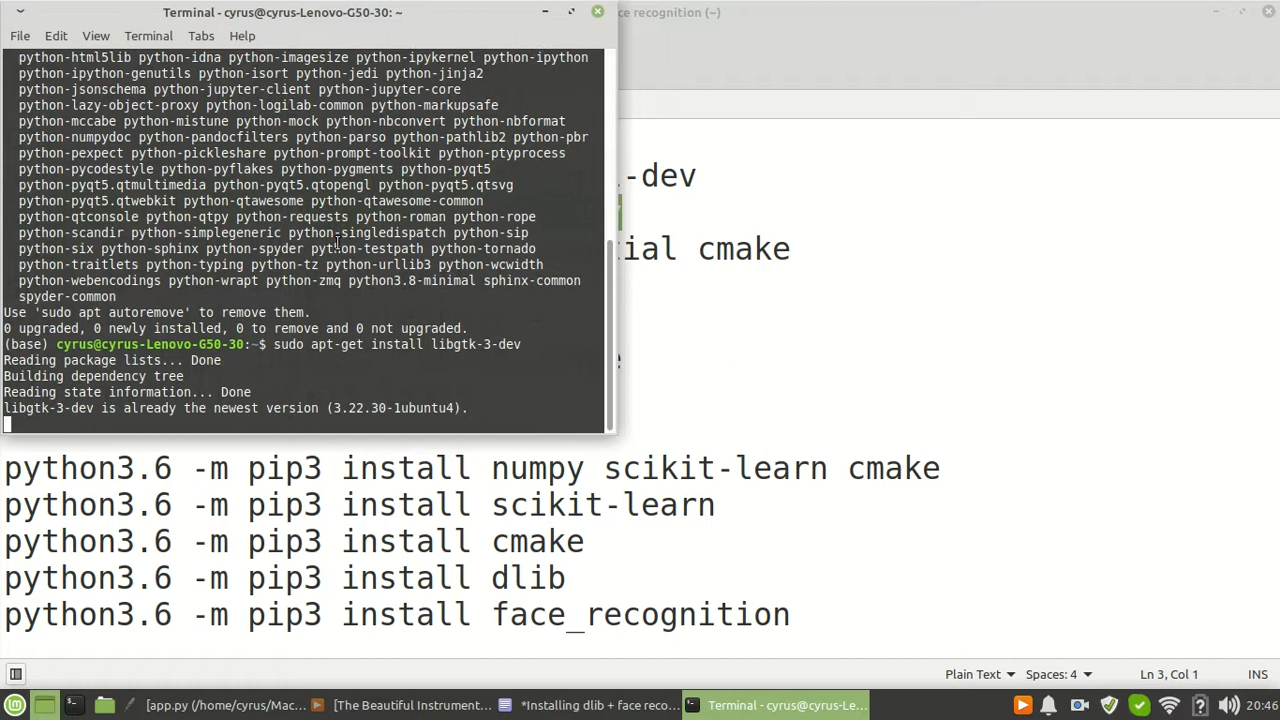 Terminal - cyrus@cyrus-Lenovo-G50-30: ~
ace recognition (~)
File Edit View Terminal Tabs Help
python-html5lib python-idna python-imagesize python-ipykernel python-ipython
python-ipython-genutils python-isort python-jedi python-jinja2
python-jsonschema python-jupyter-client python-jupyter-core
python-lazy-object-proxy python-logilab-common python-markupsafe
python-mccabe python-mistune python-mock python-nbconvert python-nbformat
python-numpydoc python-pandocfilters python-parso python-pathlib2 python-pbr
python-pexpect python-pickleshare python-prompt-toolkit python-ptyprocess
python-pycodestyle python-pyflakes python-pygments python-pyqt5
python-pyqt5.qtmultimedia python-pyqt5.qtopengl python-pyqt5.qtsvg
python-pyqt5.qtwebkit python-qtawesome python-qtawesome-common
python-qtconsole python-qtpy python-requests python-roman python-rope
python-scandir python-simplegeneric python-singledispatch python-sip
python-six python-sphinx python-spyder python-testpath python-tornado
python-traitlets python-typing python-tz python-urllib3 python-wcwidth
python-webencodings python-wrapt python-zmq python3.8-minimal sphinx-common
spyder-common
Use 'sudo apt autoremove' to remove them.
0 upgraded, 0 newly installed, 0 to remove and 0 not upgraded.
(base) cyrus@cyrus-Lenovo-G50-30:~$ sudo apt-get install libgtk-3-dev
Reading package lists... Done
Building dependency tree
Reading state information... Done
libgtk-3-dev is already the newest version (3.22.30-1ubuntu4).
-dev
ial cmake
python3.6 -m pip3 install numpy scikit-learn cmake
python3.6 -m pip3 install scikit-learn
python3.6 -m pip3 install cmake
python3.6 -m pip3 install dlib
python3.6 -m pip3 install face_recognition
Plain Text Spaces: 4 Ln 3, Col 1 INS
[app.py (/home/cyrus/Mac... [The Beautiful Instrument... *Installing dlib + face reco... Terminal - cyrus@cyrus-Le... 20:46